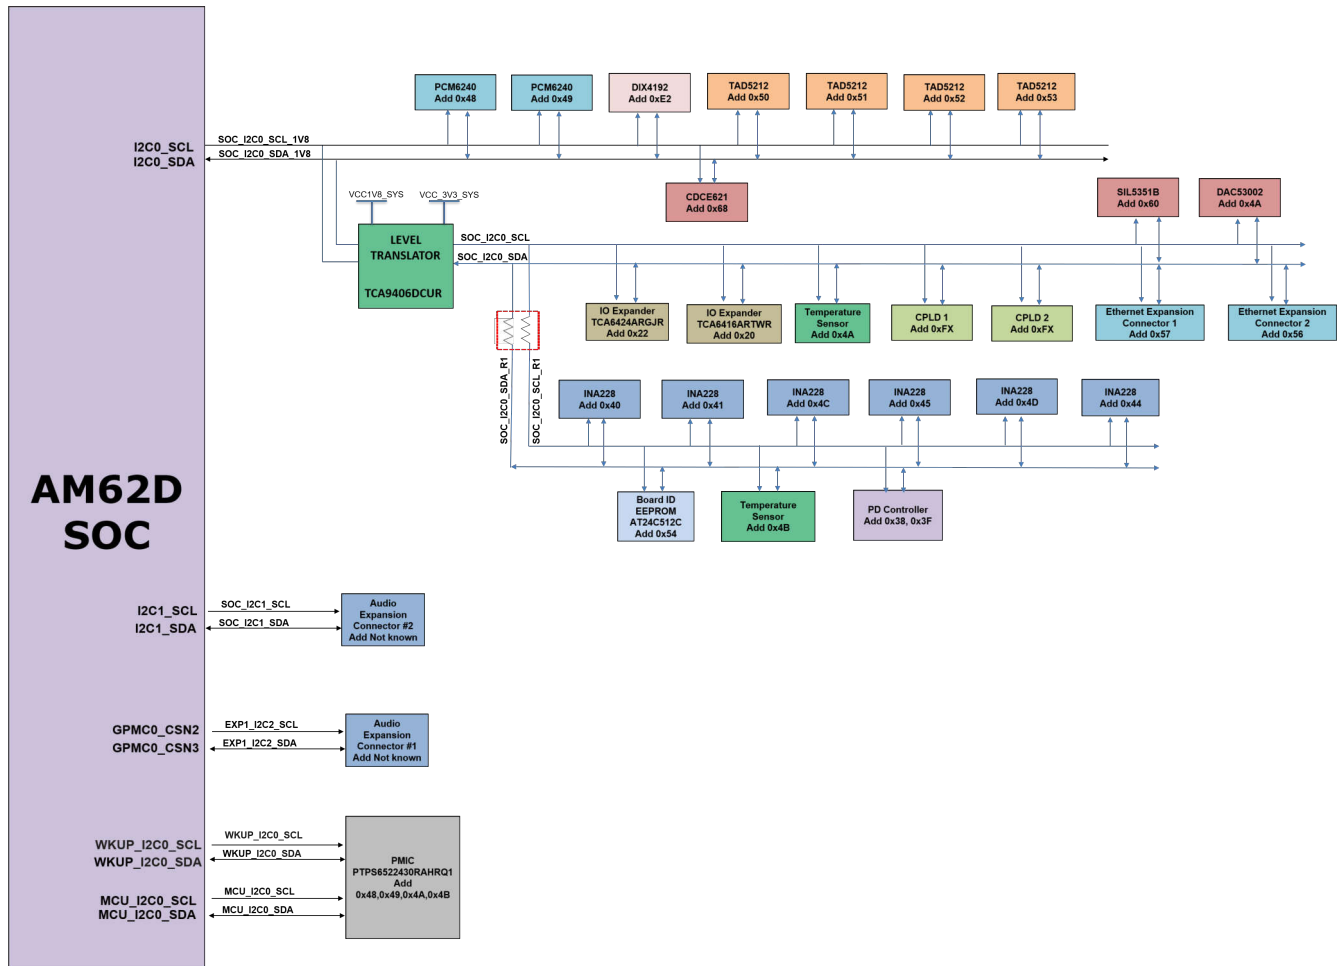 PCM6240
Add 0x48
PCM6240
Add 0x49
DIX4192
Add 0xE2
TAD5212
Add 0x50
TAD5212
Add 0x51
TAD5212
Add 0x52
TAD5212
Add 0x53
SOC_I2C0_SCL_1V8
I2C0_SCL
SOC_I2C0_SDA_1V8
I2C0_SDA
CDCE621
Add 0x68
SIL5351B
Add 0x60
DAC53002
Add 0x4A
VCC1V8_SYS
VCC_3V3_SYS
LEVEL
TRANSLATOR
TCA9406DCUR
SOC_I2C0_SCL
SOC_I2C0_SDA
IO Expander
TCA6424ARGJR
Add 0x22
IO Expander
TCA6416ARTWR
Add 0x20
Temperature
Sensor
Add 0x4A
CPLD 1
Add 0xFX
CPLD 2
Add 0xFX
Ethernet Expansion
Connector 1
Add 0x57
Ethernet Expansion
Connector 2
Add 0x56
SOC_I2C0_SDA_R1
SOC_I2C0_SCL_R1
INA228
Add 0x40
INA228
Add 0x41
INA228
Add 0x4C
INA228
Add 0x45
INA228
Add 0x4D
INA228
Add 0x44
Board ID
EEPROM
AT24C512C
Add 0x54
Temperature
Sensor
Add 0x4B
PD Controller
Add 0x38, 0x3F
AM62D
SOC
I2C1_SCL
SOC_I2C1_SCL
I2C1_SDA
SOC_I2C1_SDA
Audio
Expansion
Connector #2
Add Not known
GPMC0_CSN2
EXP1_I2C2_SCL
GPMC0_CSN3
EXP1_I2C2_SDA
Audio
Expansion
Connector #1
Add Not known
WKUP_I2C0_SCL
WKUP_I2C0_SCL
WKUP_I2C0_SDA
WKUP_I2C0_SDA
MCU_I2C0_SCL
MCU_I2C0_SCL
MCU_I2C0_SDA
MCU_I2C0_SDA
PMIC
PTPS6522430RAHRQ1
Add
0x48,0x49,0x4A,0x4B